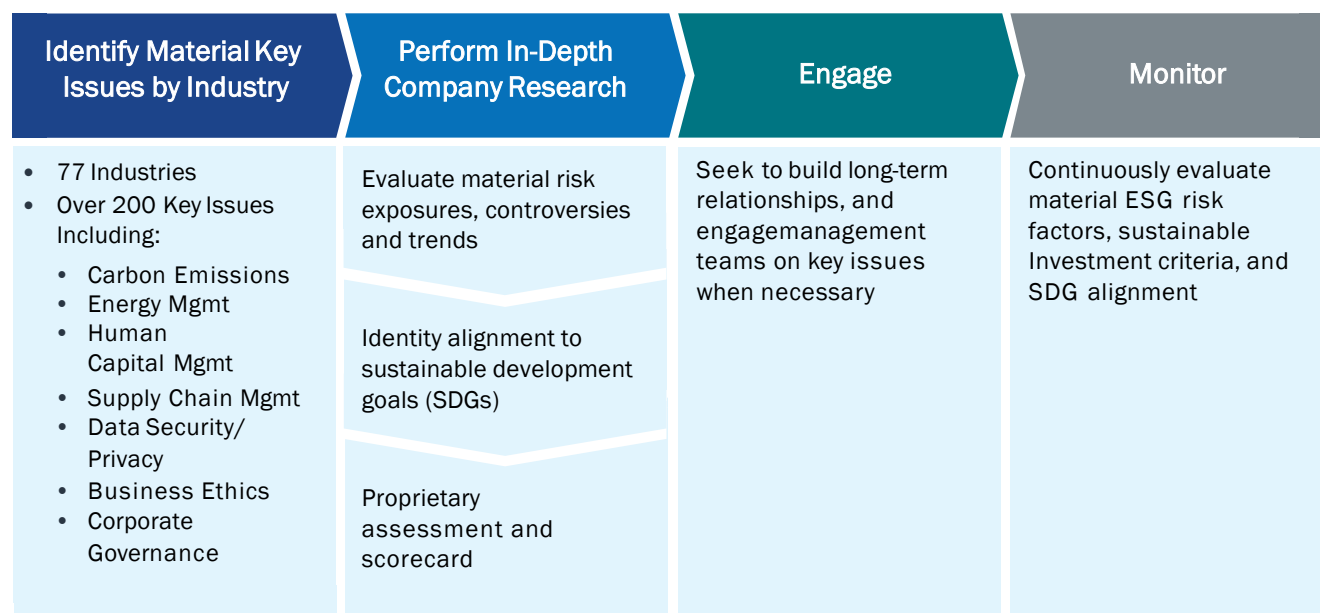 Identify Material Key
Issues by Industry
Perform In-Depth
Company Research
Engage
Monitor
• 77 Industries
• Over 200 Key Issues
Including:
• Carbon Emissions
• Energy Mgmt
• Human
Capital Mgmt
• Supply Chain Mgmt
• Data Security/
Privacy
• Business Ethics
• Corporate
Governance
Evaluate material risk
exposures, controversies
and trends
Identity alignment to
sustainable development
goals (SDGs)
Proprietary
assessment and
scorecard
Seek to build long-term
relationships, and
engagemanagement
teams on key issues
when necessary
Continuously evaluate
material ESG risk
factors, sustainable
Investment criteria, and
SDG alignment